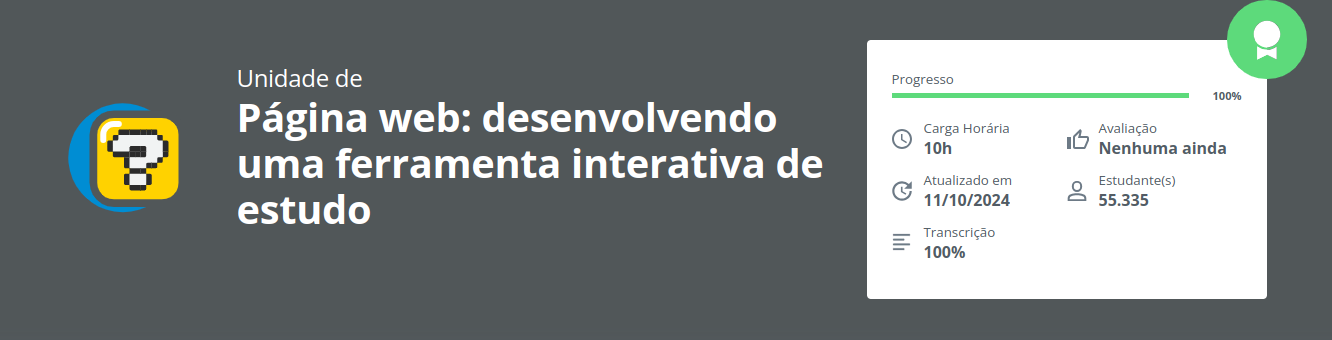 Unidade de
Página web: desenvolvendo
uma ferramenta interativa de
estudo
Progresso
100%
Carga Horária
10h
Avaliação
Nenhuma ainda
Atualizado em
11/10/2024
Estudante(s)
55.335
Transcrição
100%